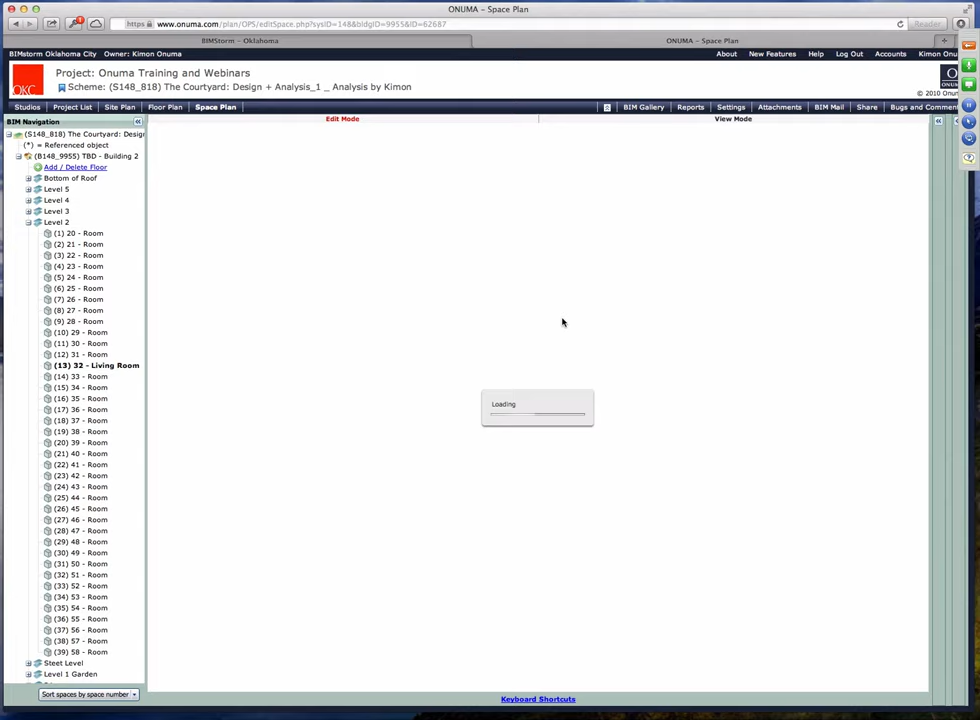 ONUMA – Space Plan
https www.onuma.com/plan/OPS/editSpace.php?sysID=148&bldgID=9955&ID=62687
Reader
BIMStorm – Oklahoma
ONUMA – Space Plan
BIMstorm Oklahoma City Owner: Kimon Onuma
About New Features Help Log Out Accounts Kimon Onu
OKC
Project: Onuma Training and Webinars
Scheme: (S148_818) The Courtyard: Design + Analysis_1 _ Analysis by Kimon
© 2010 Onu
Studios Project List Site Plan Floor Plan Space Plan
BIM Gallery Reports Settings Attachments BIM Mail Share Bugs and Comment
BIM Navigation
Edit Mode
View Mode
(S148_818) The Courtyard: Desig
(*) = Referenced object
(B148_9955) TBD - Building 2
Add / Delete Floor
Bottom of Roof
Level 5
Level 4
Level 3
Level 2
(1) 20 - Room
(2) 21 - Room
(3) 22 - Room
(4) 23 - Room
(5) 24 - Room
(6) 25 - Room
(7) 26 - Room
(8) 27 - Room
(9) 28 - Room
(10) 29 - Room
(11) 30 - Room
(12) 31 - Room
(13) 32 - Living Room
(14) 33 - Room
(15) 34 - Room
(16) 35 - Room
(17) 36 - Room
(18) 37 - Room
(19) 38 - Room
(20) 39 - Room
(21) 40 - Room
(22) 41 - Room
(23) 42 - Room
(24) 43 - Room
(25) 44 - Room
(26) 45 - Room
(27) 46 - Room
(28) 47 - Room
(29) 48 - Room
(30) 49 - Room
(31) 50 - Room
(32) 51 - Room
(33) 52 - Room
(34) 53 - Room
(35) 54 - Room
(36) 55 - Room
(37) 56 - Room
(38) 57 - Room
(39) 58 - Room
Steet Level
Level 1 Garden
Loading
Sort spaces by space number
Keyboard Shortcuts